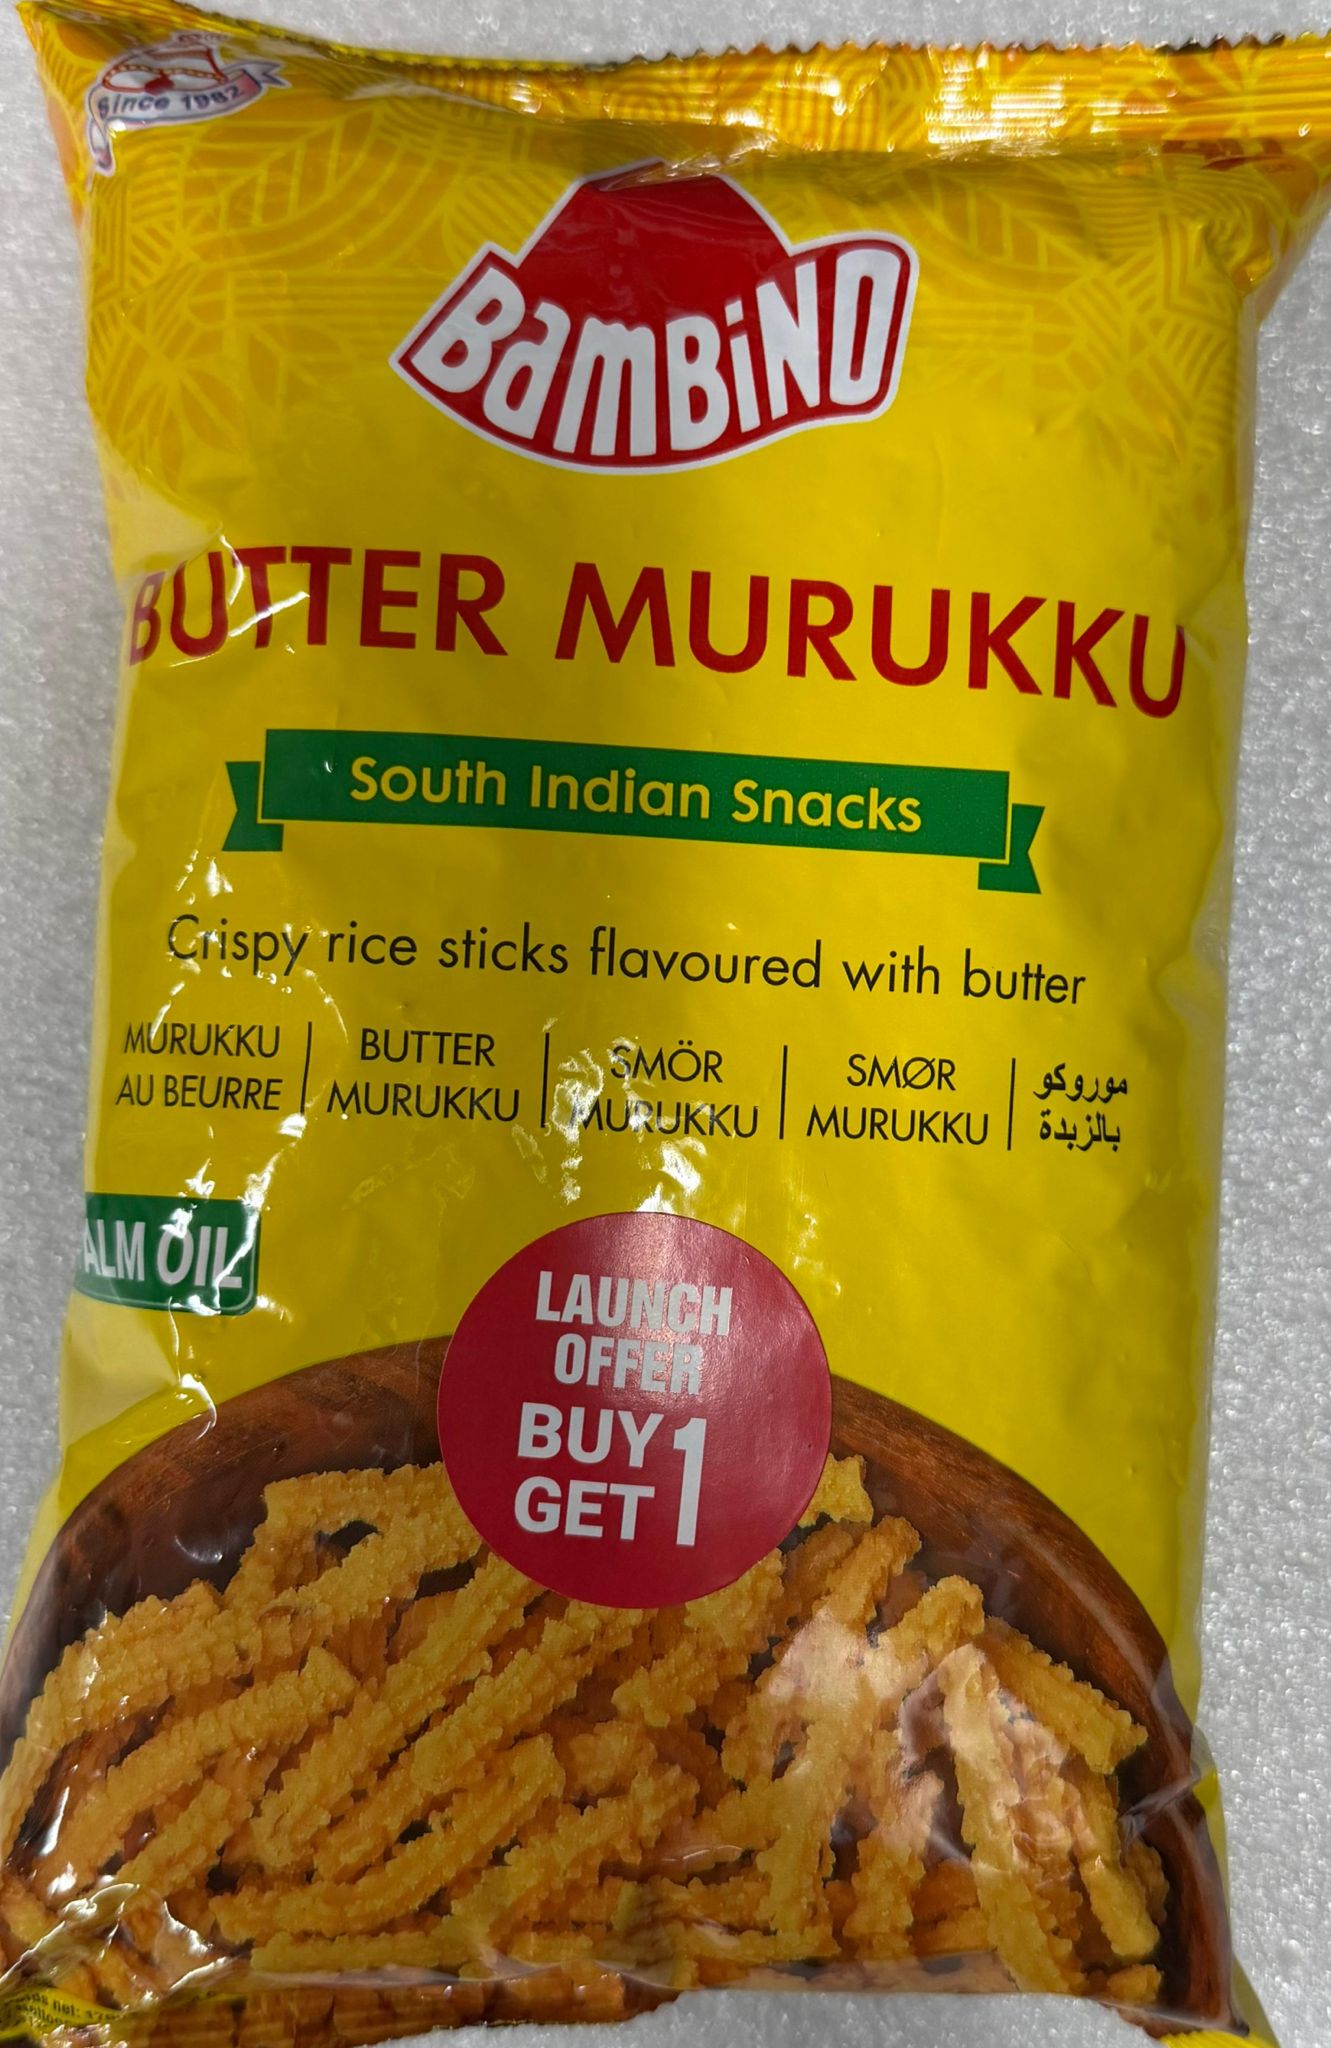 Since 1982
BAMBINO
BUTTER MURUKKU
South Indian Snacks
Crispy rice sticks flavoured with butter
MURUKKU
AU BEURRE
BUTTER
MURUKKU
SMÖR
MURUKKU
SMØR
MURUKKU
موروكو
بالزبدة
ALM OIL
LAUNCH
OFFER
BUY 1
GET